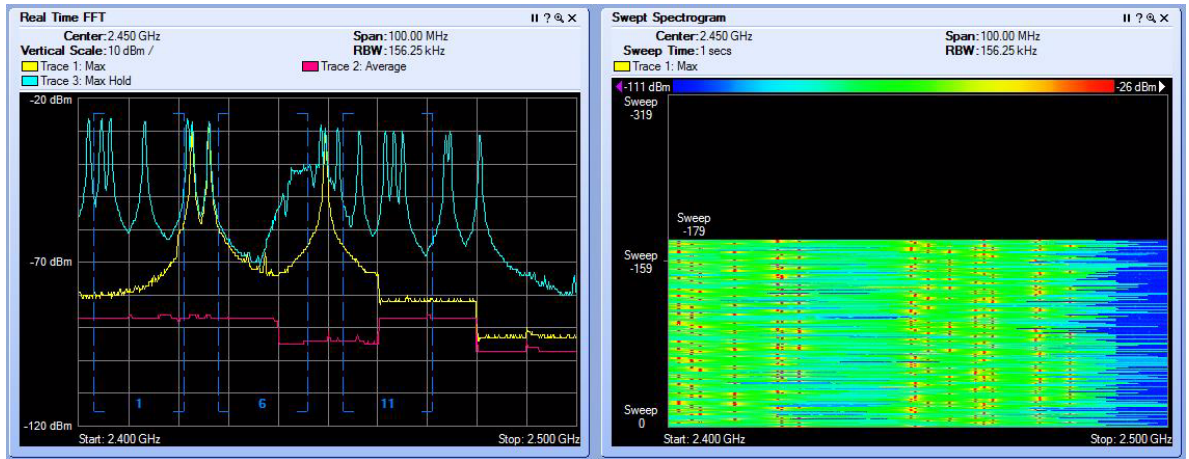 Real Time FFT
Center:2.450 GHz Span:100.00 MHz
Vertical Scale:10 dBm / RBW:156.25 kHz
Trace 1: Max Trace 2: Average
Trace 3: Max Hold
-20 dBm
-70 dBm
-120 dBm
1 6 11
Start: 2.400 GHz Stop: 2.500 GHz
Swept Spectrogram
Center:2.450 GHz Span:100.00 MHz
Sweep Time:1 secs RBW:156.25 kHz
Trace 1: Max
-111 dBm -26 dBm
Sweep
-319
Sweep
-179
Sweep
-159
Sweep
0
Start: 2.400 GHz Stop: 2.500 GHz